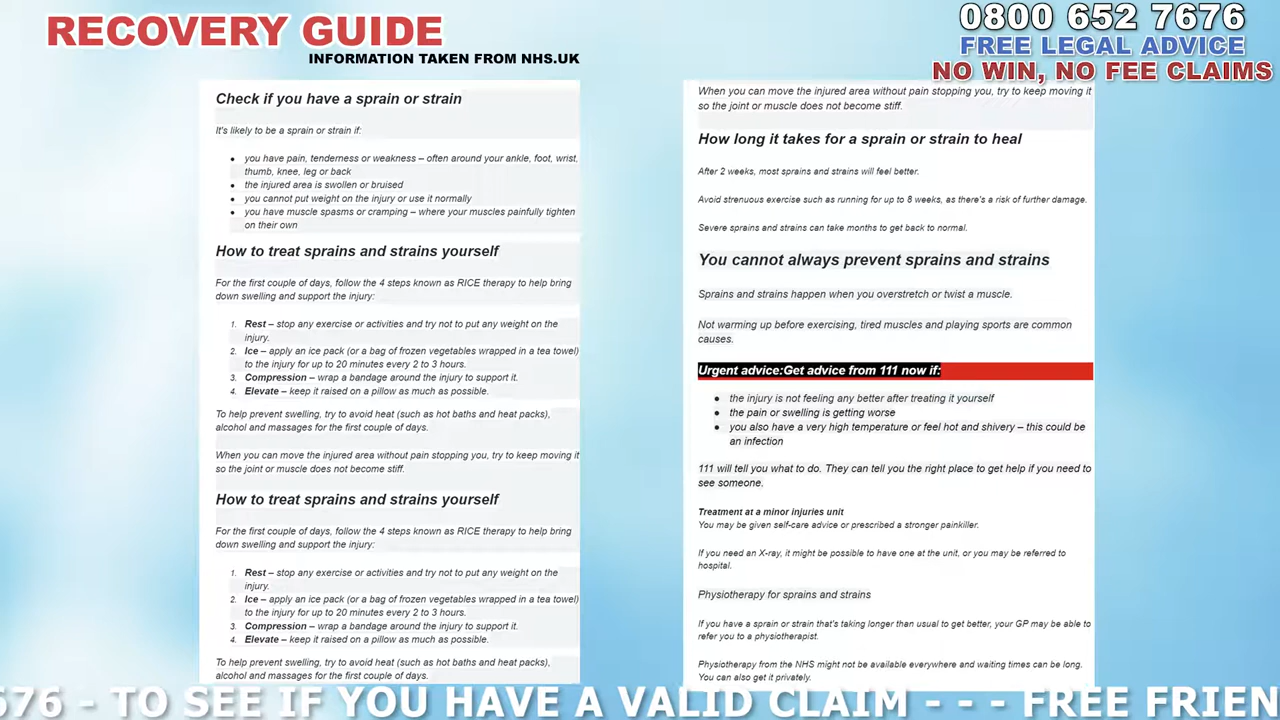 RECOVERY GUIDE
INFORMATION TAKEN FROM NHS.UK
0800 652 7676
FREE LEGAL ADVICE
NO WIN, NO FEE CLAIMS
Check if you have a sprain or strain
It's likely to be a sprain or strain if:
• you have pain, tenderness or weakness – often around your ankle, foot, wrist,
thumb, knee, leg or back
• the injured area is swollen or bruised
• you cannot put weight on the injury or use it normally
• you have muscle spasms or cramping – where your muscles painfully tighten
on their own
How to treat sprains and strains yourself
For the first couple of days, follow the 4 steps known as RICE therapy to help bring
down swelling and support the injury:
1. Rest – stop any exercise or activities and try not to put any weight on the
injury.
2. Ice – apply an ice pack (or a bag of frozen vegetables wrapped in a tea towel)
to the injury for up to 20 minutes every 2 to 3 hours.
3. Compression – wrap a bandage around the injury to support it.
4. Elevate – keep it raised on a pillow as much as possible.
To help prevent swelling, try to avoid heat (such as hot baths and heat packs),
alcohol and massages for the first couple of days.
When you can move the injured area without pain stopping you, try to keep moving it
so the joint or muscle does not become stiff.
How to treat sprains and strains yourself
For the first couple of days, follow the 4 steps known as RICE therapy to help bring
down swelling and support the injury:
1. Rest – stop any exercise or activities and try not to put any weight on the
injury.
2. Ice – apply an ice pack (or a bag of frozen vegetables wrapped in a tea towel)
to the injury for up to 20 minutes every 2 to 3 hours.
3. Compression – wrap a bandage around the injury to support it.
4. Elevate – keep it raised on a pillow as much as possible.
To help prevent swelling, try to avoid heat (such as hot baths and heat packs),
alcohol and massages for the first couple of days.
When you can move the injured area without pain stopping you, try to keep moving it
so the joint or muscle does not become stiff.
How long it takes for a sprain or strain to heal
After 2 weeks, most sprains and strains will feel better.
Avoid strenuous exercise such as running for up to 8 weeks, as there's a risk of further damage.
Severe sprains and strains can take months to get back to normal.
You cannot always prevent sprains and strains
Sprains and strains happen when you overstretch or twist a muscle.
Not warming up before exercising, tired muscles and playing sports are common
causes.
Urgent advice:Get advice from 111 now if:
• the injury is not feeling any better after treating it yourself
• the pain or swelling is getting worse
• you also have a very high temperature or feel hot and shivery – this could be
an infection
111 will tell you what to do. They can tell you the right place to get help if you need to
see someone.
Treatment at a minor injuries unit
You may be given self-care advice or prescribed a stronger painkiller.
If you need an X-ray, it might be possible to have one at the unit, or you may be referred to
hospital.
Physiotherapy for sprains and strains
If you have a sprain or strain that's taking longer than usual to get better, your GP may be able to
refer you to a physiotherapist.
Physiotherapy from the NHS might not be available everywhere and waiting times can be long.
You can also get it privately.
576 - TO SEE IF YOU HAVE A VALID CLAIM - - - FREE FRIEN